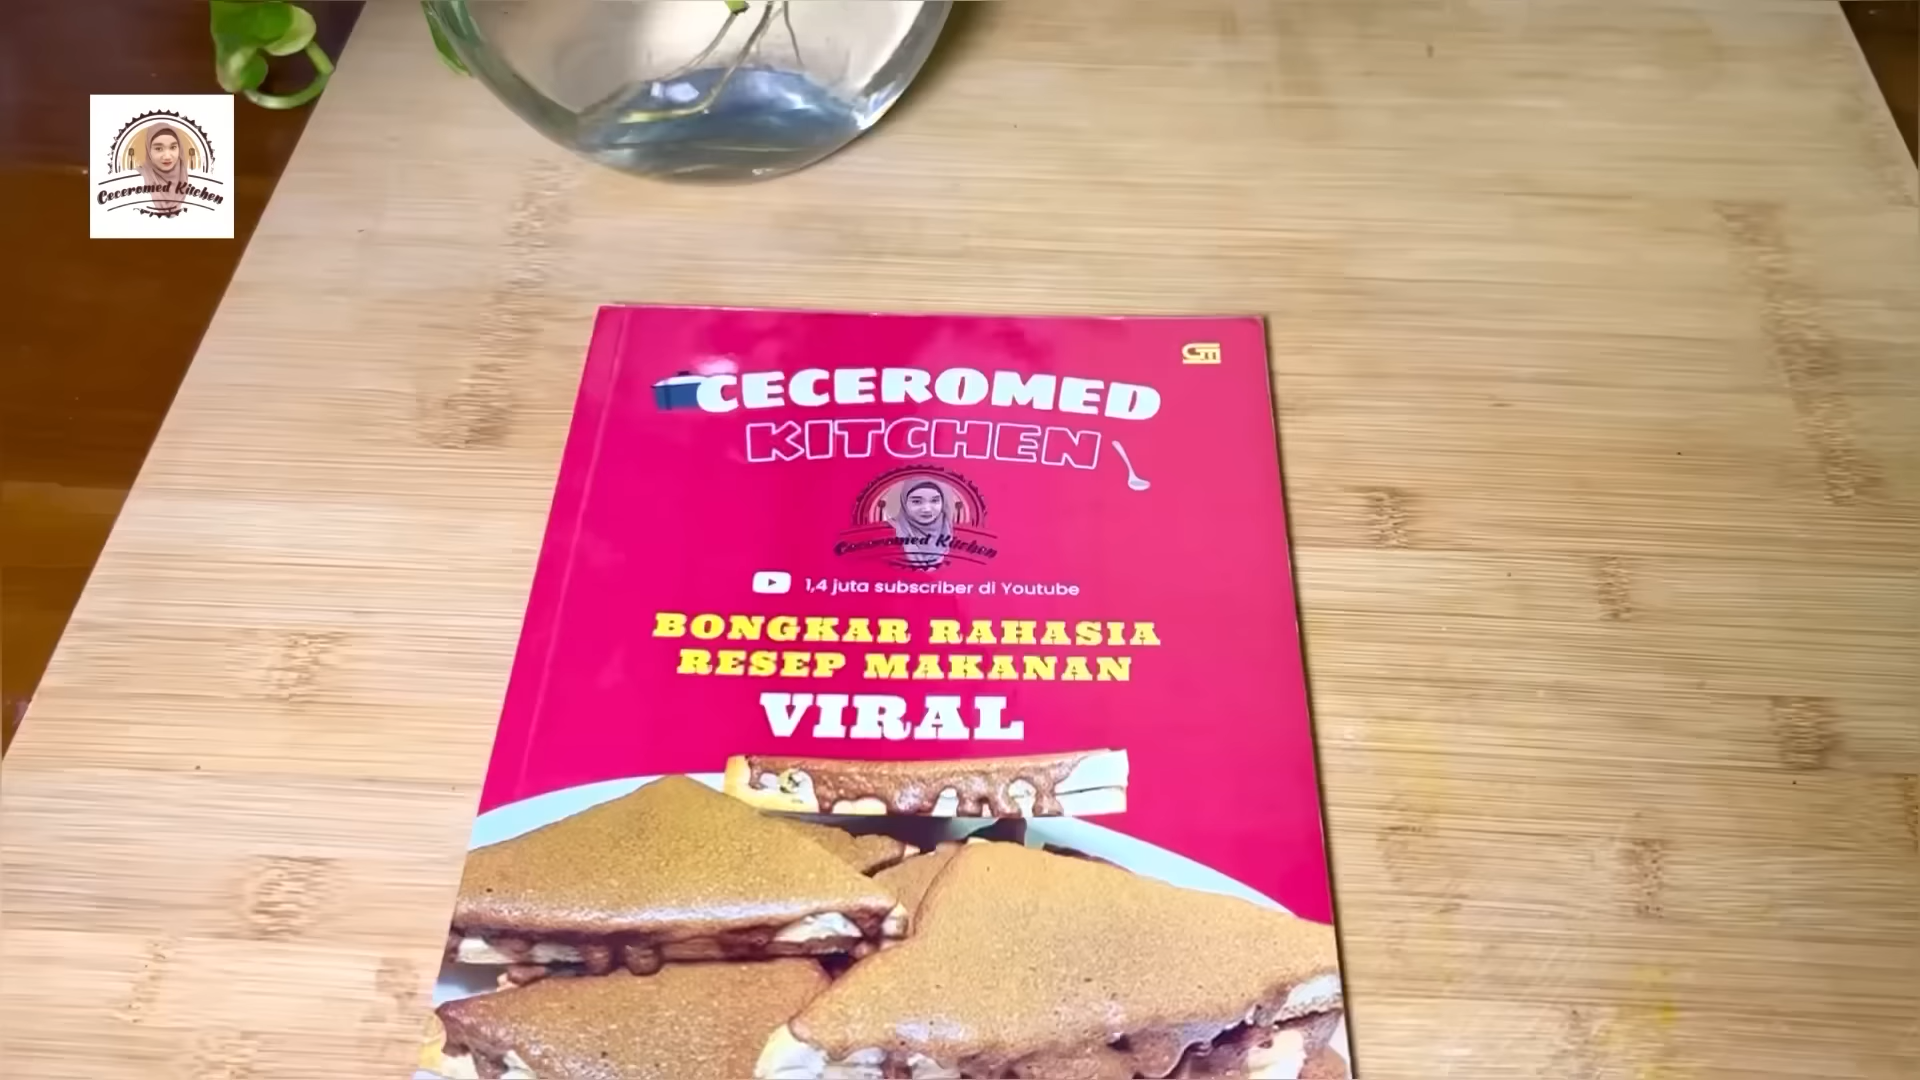 Ceceromed Kitchen
CECEROMED
KITCHEN
Ceceromed Kitchen
1,4 juta subscriber di Youtube
BONGKAR RAHASIA
RESEP MAKANAN
VIRAL